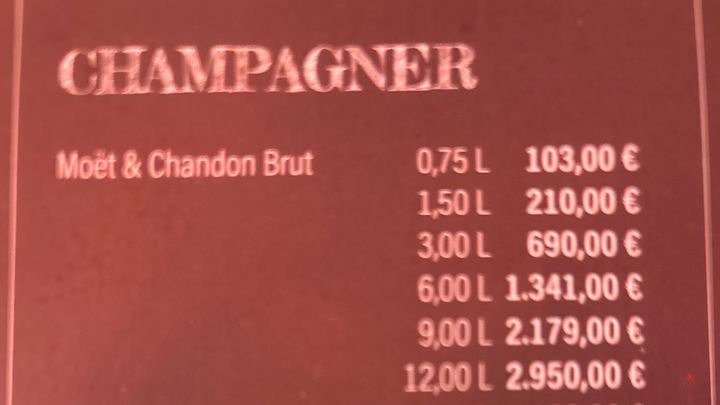 CHAMPAGNER
Moët & Chandon Brut 0,75 L 103,00 €
1,50 L 210,00 €
3,00 L 690,00 €
6,00 L 1.341,00 €
9,00 L 2.179,00 €
12,00 L 2.950,00 €